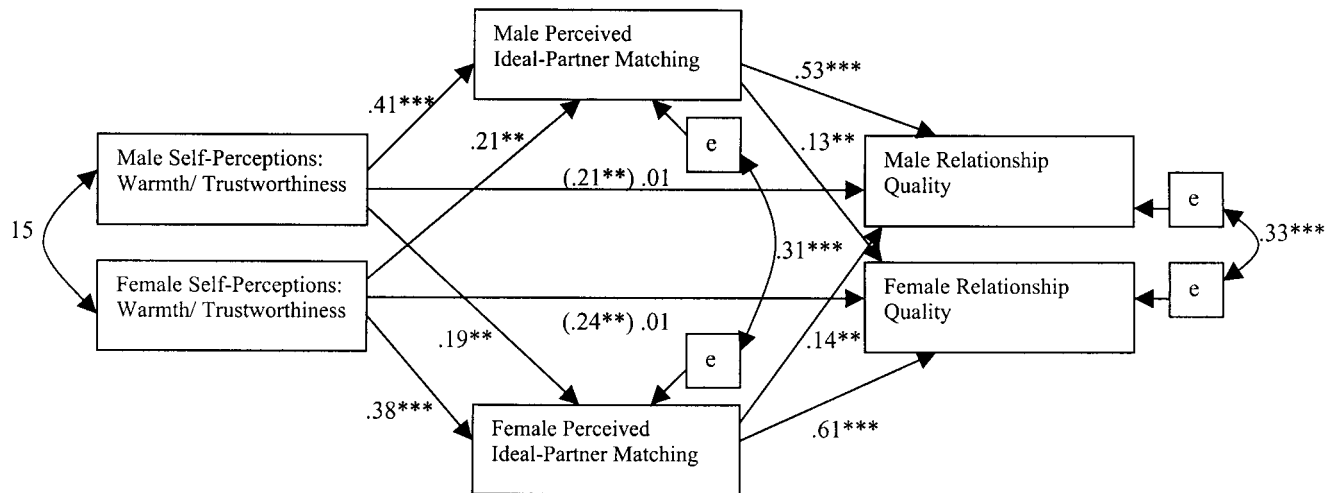 Male Perceived
Ideal-Partner Matching
.53***
.41***
.21**
e
.13**
Male Self-Perceptions:
Warmth/ Trustworthiness
Male Relationship
Quality
(.21**) .01
e
15
.31***
.33***
Female Self-Perceptions:
Warmth/ Trustworthiness
Female Relationship
Quality
e
(.24**) .01
.19**
e
.14**
.38***
Female Perceived
Ideal-Partner Matching
.61***